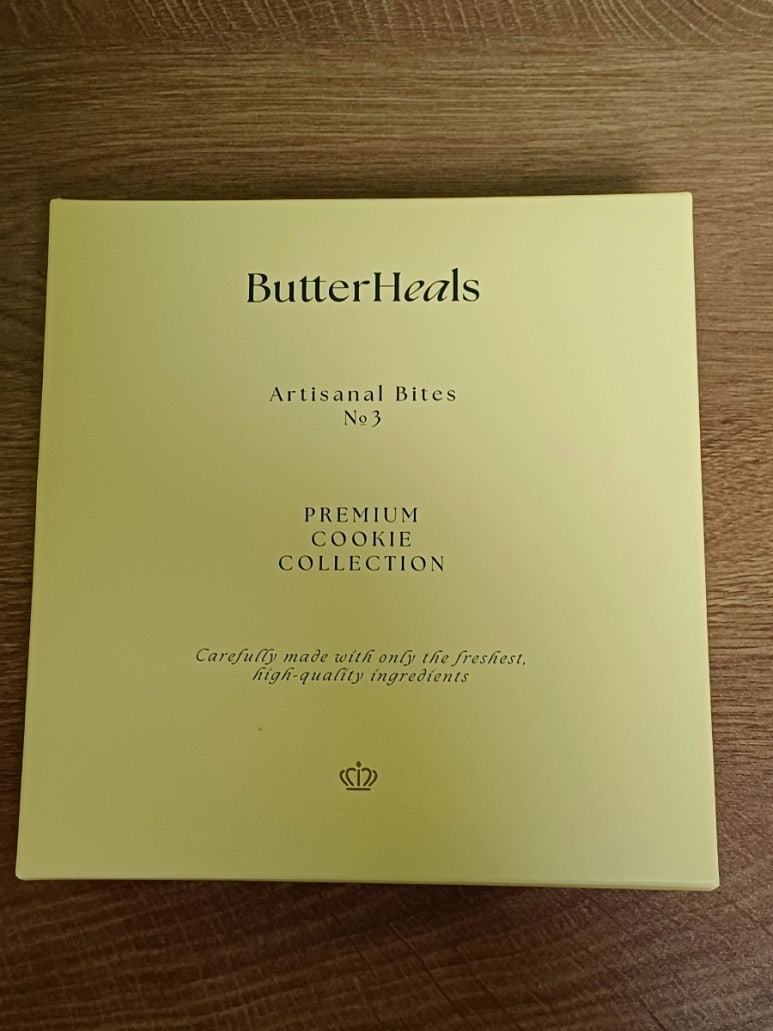 ButterHeals
Artisanal Bites
№3
PREMIUM
COOKIE
COLLECTION
Carefully made with only the freshest,
high-quality ingredients